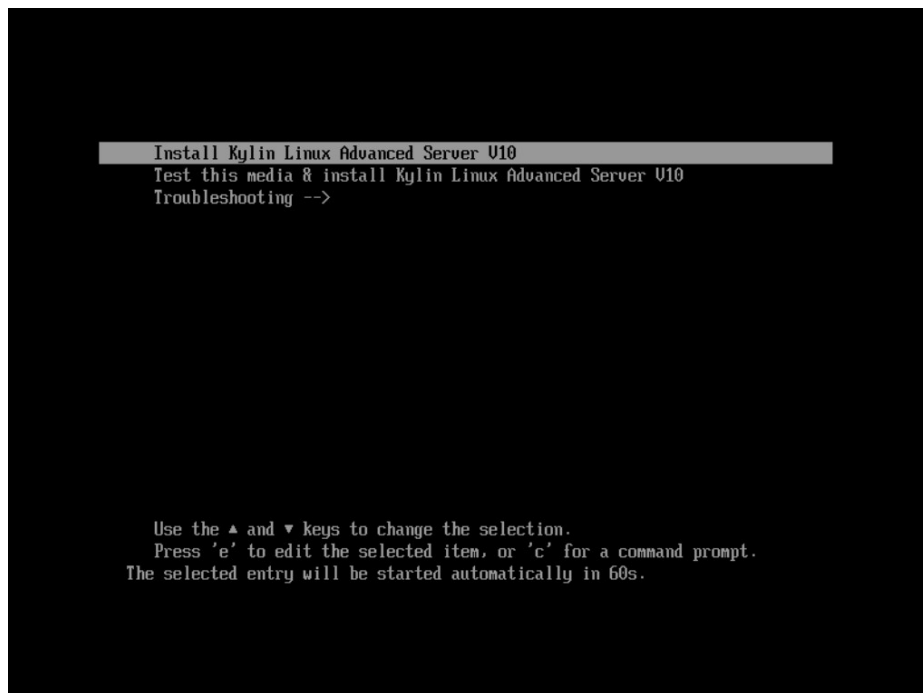 Install Kylin Linux Advanced Server V10
Test this media & install Kylin Linux Advanced Server V10
Troubleshooting -->
Use the ▲ and ▼ keys to change the selection.
Press 'e' to edit the selected item, or 'c' for a command prompt.
The selected entry will be started automatically in 60s.